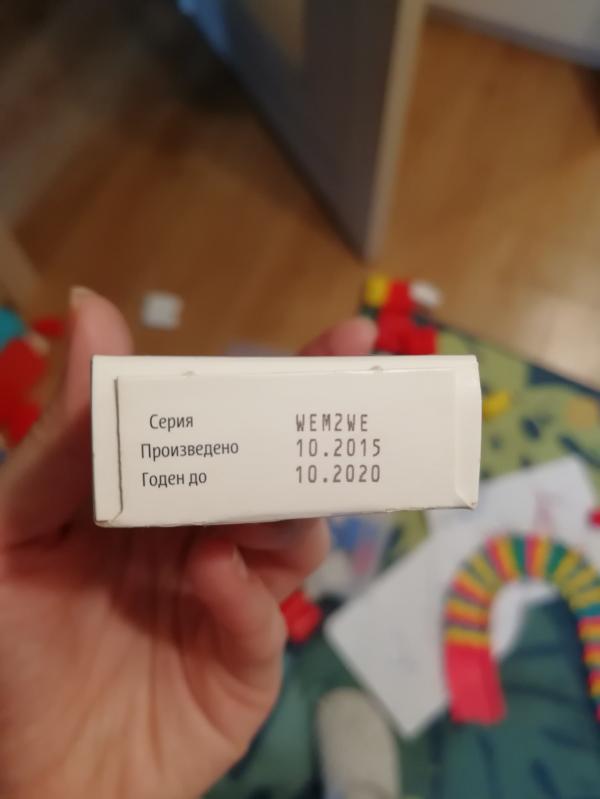 Серия WEM2WE
Произведено 10.2015
Годен до 10.2020